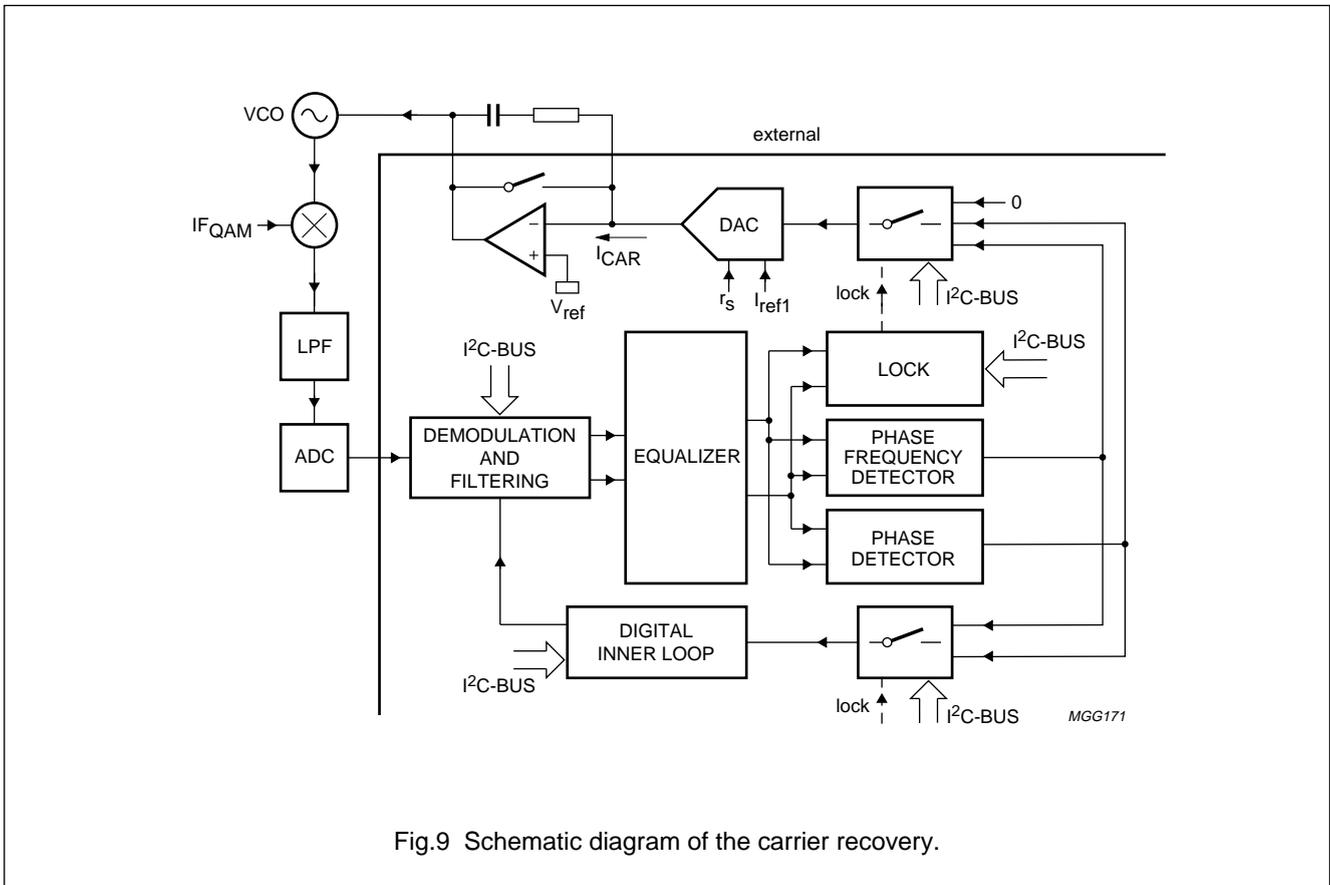 VCO
external
IF_QAM
0
DAC
I_CAR
r_s
I_ref1
lock
I²C-BUS
V_ref
LPF
I²C-BUS
LOCK
I²C-BUS
ADC
DEMODULATION
AND
FILTERING
EQUALIZER
PHASE
FREQUENCY
DETECTOR
PHASE
DETECTOR
DIGITAL
INNER LOOP
I²C-BUS
lock
I²C-BUS
MGG171
Fig.9 Schematic diagram of the carrier recovery.